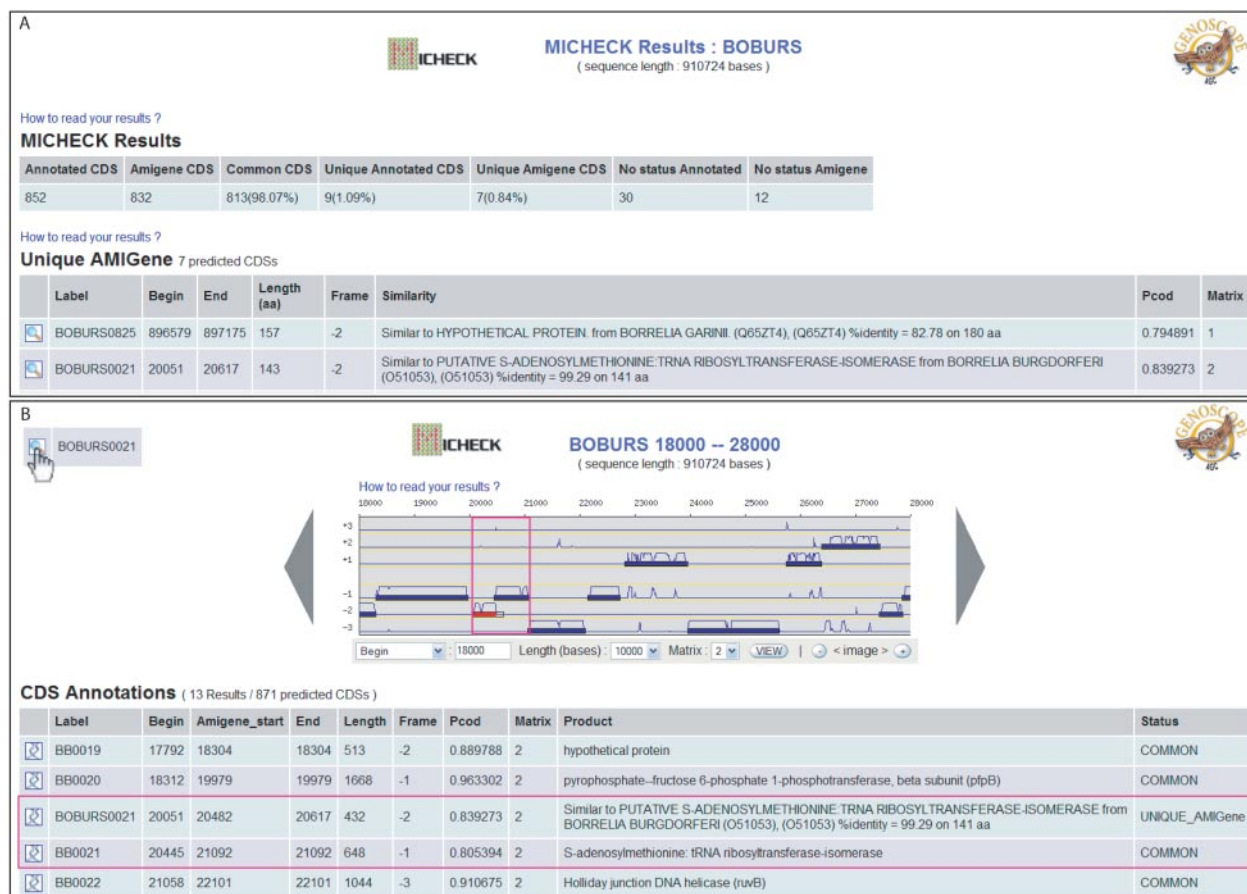 A
MICHECK
MICHECK Results : BOBURS
( sequence length : 910724 bases )
GENOSCOPE
AGC
How to read your results ?
MICHECK Results
Annotated CDS Amigene CDS Common CDS Unique Annotated CDS Unique Amigene CDS No status Annotated No status Amigene
852 832 813(98.07%) 9(1.09%) 7(0.84%) 30 12
How to read your results ?
Unique AMIGene 7 predicted CDSs
Label Begin End Length (aa) Frame Similarity Pcod Matrix
BOBURS0825 896579 897175 157 -2 Similar to HYPOTHETICAL PROTEIN. from BORRELIA GARINII. (Q65ZT4), (Q65ZT4) %identity = 82.78 on 180 aa 0.794891 1
BOBURS0021 20051 20617 143 -2 Similar to PUTATIVE S-ADENOSYLMETHIONINE:TRNA RIBOSYLTRANSFERASE-ISOMERASE from BORRELIA BURGDORFERI
(O51053), (O51053) %identity = 99.29 on 141 aa 0.839273 2
B
BOBURS0021
MICHECK
BOBURS 18000 -- 28000
( sequence length : 910724 bases )
GENOSCOPE
AGC
How to read your results ?
18000 19000 20000 21000 22000 23000 24000 25000 26000 27000 28000
+3
+2
+1
-1
-2
-3
Begin : 18000 Length (bases) : 10000 Matrix : 2 VIEW | - < image > +
CDS Annotations ( 13 Results / 871 predicted CDSs )
Label Begin Amigene_start End Length Frame Pcod Matrix Product Status
BB0019 17792 18304 18304 513 -2 0.889788 2 hypothetical protein COMMON
BB0020 18312 19979 19979 1668 -1 0.963302 2 pyrophosphate--fructose 6-phosphate 1-phosphotransferase, beta subunit (pfpB) COMMON
BOBURS0021 20051 20482 20617 432 -2 0.839273 2 Similar to PUTATIVE S-ADENOSYLMETHIONINE:TRNA RIBOSYLTRANSFERASE-ISOMERASE from UNIQUE_AMIGene
BORRELIA BURGDORFERI (O51053), (O51053) %identity = 99.29 on 141 aa
BB0021 20445 21092 21092 648 -1 0.805394 2 S-adenosylmethionine: tRNA ribosyltransferase-isomerase COMMON
BB0022 21058 22101 22101 1044 -3 0.910675 2 Holliday junction DNA helicase (ruvB) COMMON